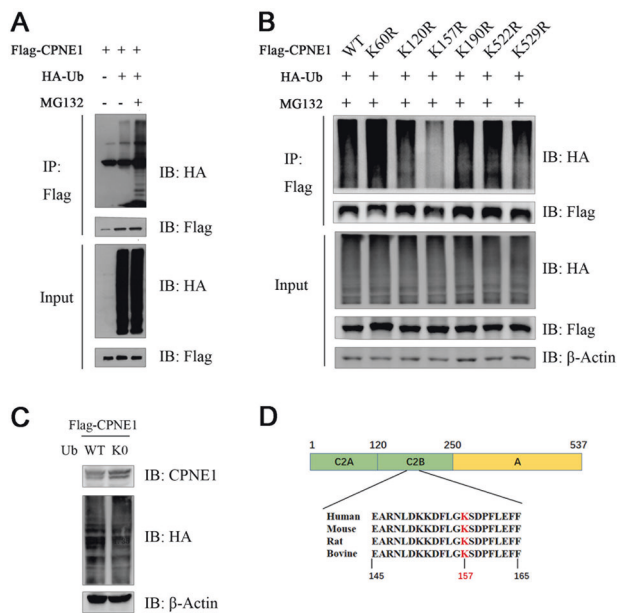 A
Flag-CPNE1 + + +
HA-Ub - + +
MG132 - - +
IP:
Flag
IB: HA
IB: Flag
Input
IB: HA
IB: Flag
B
Flag-CPNE1 WT K60R K120R K157R K190R K522R K529R
HA-Ub + + + + + + +
MG132 + + + + + + +
IP:
Flag
IB: HA
IB: Flag
Input
IB: HA
IB: Flag
IB: β-Actin
C
Flag-CPNE1
Ub WT K0
IB: CPNE1
IB: HA
IB: β-Actin
D
1 120 250 537
C2A C2B A
Human EARNLDKKDFLGKSDPFLEFF
Mouse EARNLDKKDFLGKSDPFLEFF
Rat EARNLDKKDFLGKSDPFLEFF
Bovine EARNLDKKDFLGKSDPFLEFF
145 157 165